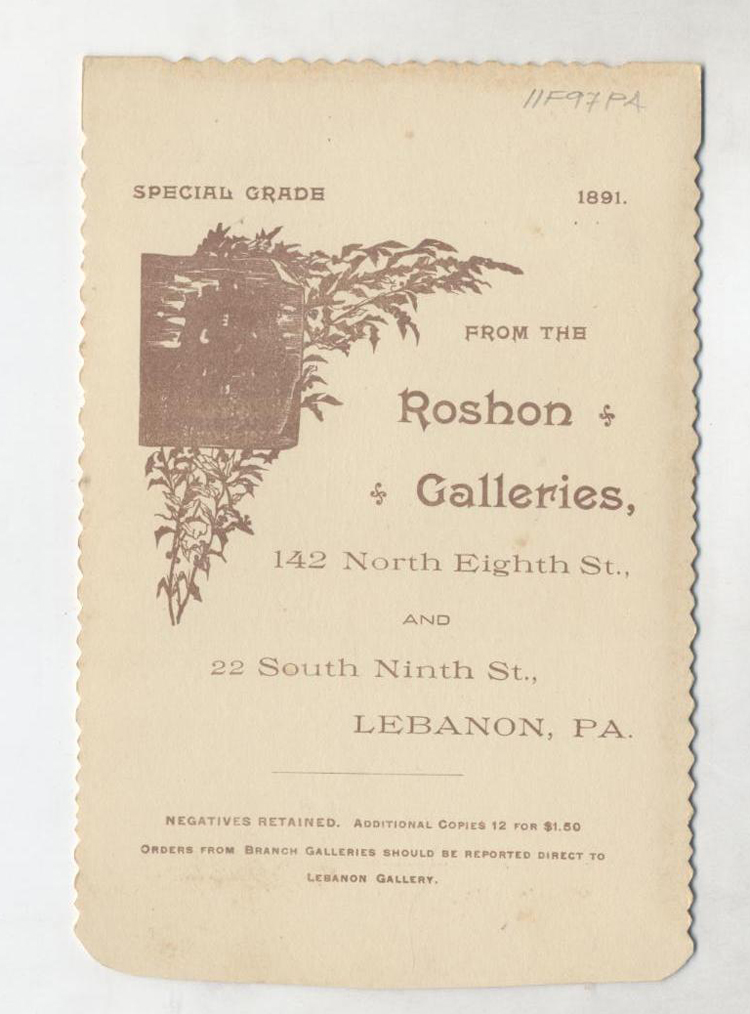 11F97PA
SPECIAL GRADE 1891.
FROM THE
Roshon
Galleries,
142 North Eighth St.,
AND
22 South Ninth St.,
LEBANON, PA.
NEGATIVES RETAINED. ADDITIONAL COPIES 12 FOR $1.50
ORDERS FROM BRANCH GALLERIES SHOULD BE REPORTED DIRECT TO
LEBANON GALLERY.